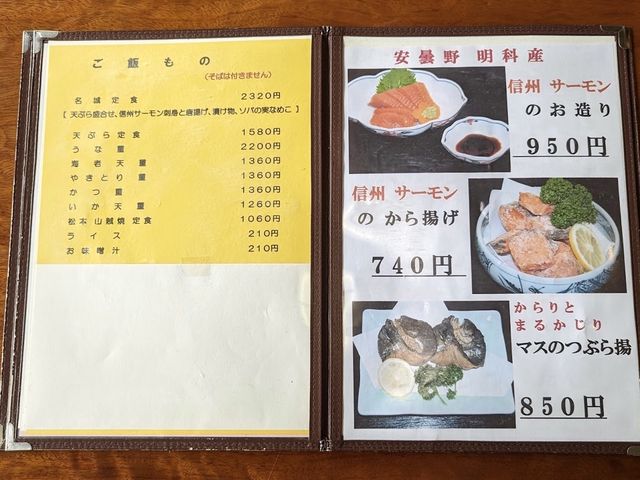 ご飯もの
(そばは付きません)
名城定食 2320円
【 天ぷら盛合せ、信州サーモン刺身と唐揚げ、漬け物、ソバの実なめこ 】
天ぷら定食 1580円
うな重 2200円
海老天重 1360円
やきとり重 1360円
かつ重 1360円
いか天重 1260円
松本山賊焼定食 1060円
ライス 210円
お味噌汁 210円
安曇野 明科産
信州 サーモン
のお造り
950円
信州 サーモン
の から揚げ
740円
からりと
まるかじり
マスのつぶら揚
850円